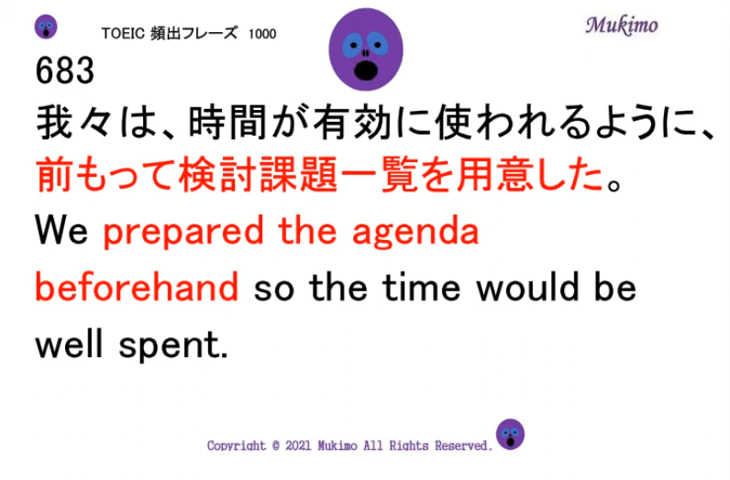 TOEIC 頻出フレーズ 1000
Mukimo
683
我々は、時間が有効に使われるように、
前もって検討課題一覧を用意した。
We prepared the agenda
beforehand so the time would be
well spent.
Copyright © 2021 Mukimo All Rights Reserved.